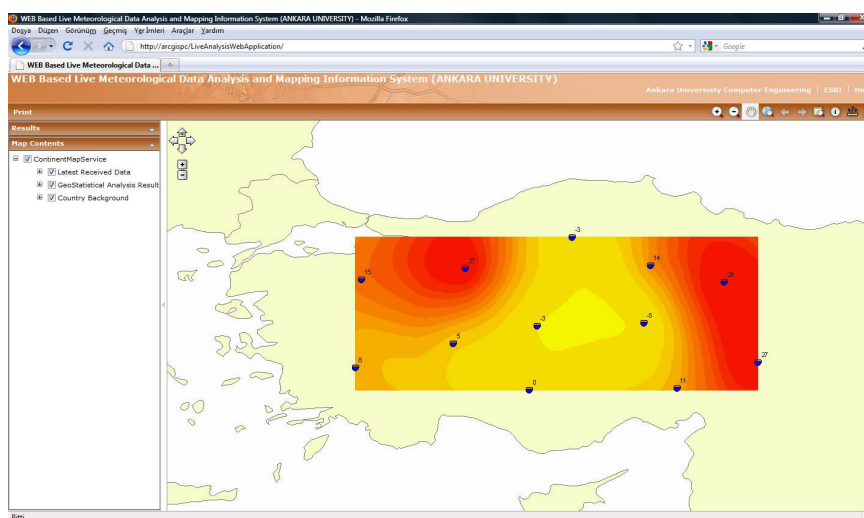 WEB Based Live Meteorological Data Analysis and Mapping Information System (ANKARA UNIVERSITY) - Mozilla Firefox
Dosya Düzen Görünüm Geçmiş Yer İmleri Araçlar Yardım
http://arcgispc/LiveAnalysisWebApplication/
Google
WEB Based Live Meteorological Data ...
WEB Based Live Meteorological Data Analysis and Mapping Information System (ANKARA UNIVERSITY)
Ankara Universisty Computer Engineering | ESRI | He
Print
Results
Map Contents
ContinentMapService
Latest Received Data
GeoStatistical Analysis Result
Country Background
-3
14
15
27
-3
-5
5
8
11
0
Bitti